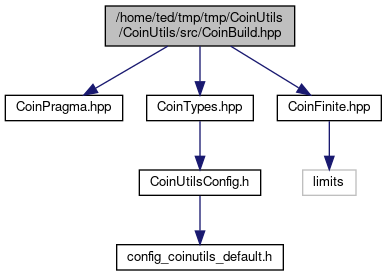 /home/ted/tmp/tmp/CoinUtils
/CoinUtils/src/CoinBuild.hpp
CoinPragma.hpp
CoinTypes.hpp
CoinFinite.hpp
CoinUtilsConfig.h
limits
config_coinutils_default.h